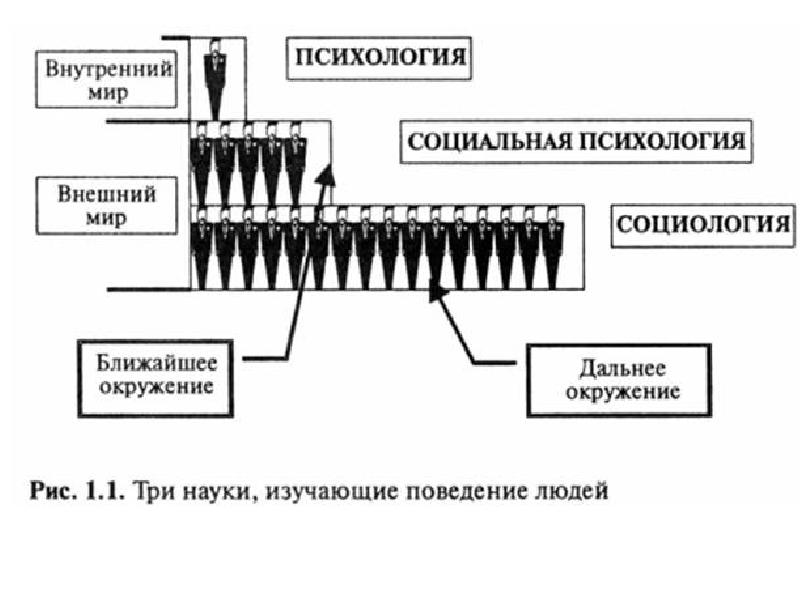 Внутренний
мир
ПСИХОЛОГИЯ
СОЦИАЛЬНАЯ ПСИХОЛОГИЯ
Внешний
мир
СОЦИОЛОГИЯ
Ближайшее
окружение
Дальнее
окружение
Рис. 1.1. Три науки, изучающие поведение людей